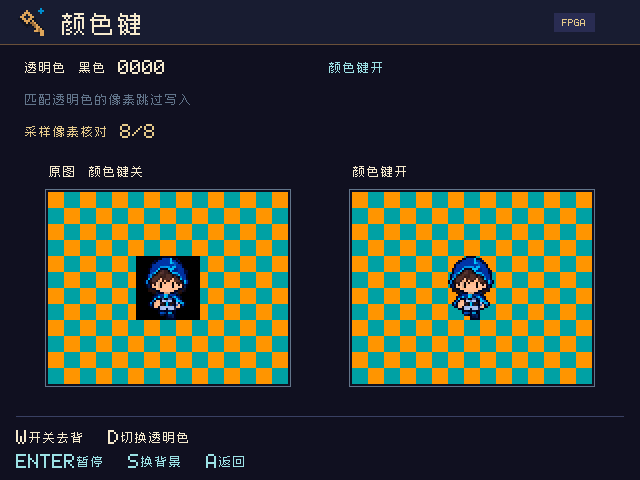 颜色键 FPGA
透明色 黑色 0000 颜色键开
匹配透明色的像素跳过写入
采样像素核对 8/8
原图 颜色键关 颜色键开
W开关去背 D切换透明色
ENTER暂停 S换背景 A返回